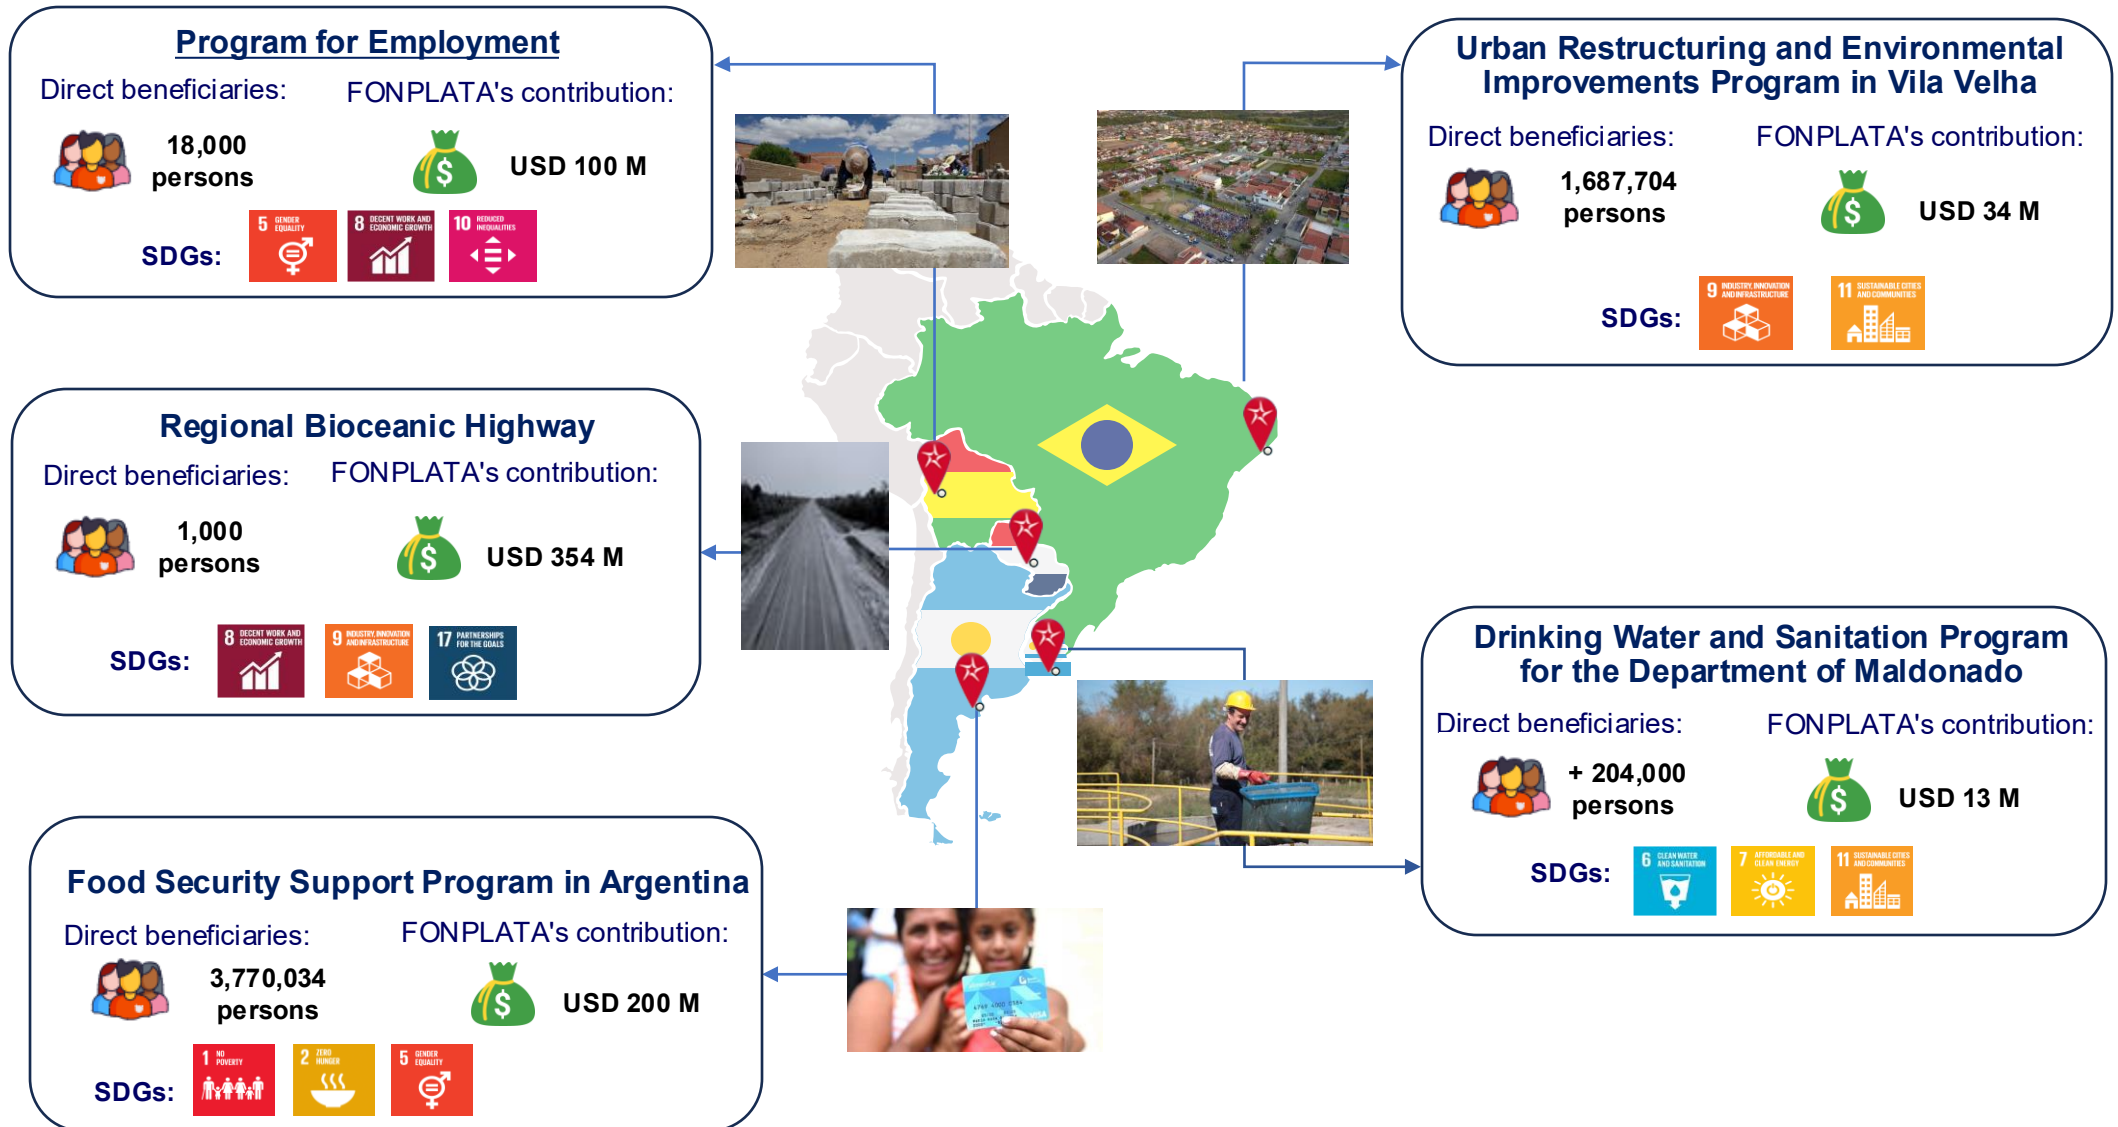 Program for Employment
Direct beneficiaries:
FONPLATA's contribution:
18,000
persons
USD 100 M
SDGs:
5 GENDER
EQUALITY
8 DECENT WORK AND
ECONOMIC GROWTH
10 REDUCED
INEQUALITIES
Urban Restructuring and Environmental
Improvements Program in Vila Velha
Direct beneficiaries:
FONPLATA's contribution:
1,687,704
persons
USD 34 M
SDGs:
9 INDUSTRY, INNOVATION
AND INFRASTRUCTURE
11 SUSTAINABLE CITIES
AND COMMUNITIES
Regional Bioceanic Highway
Direct beneficiaries:
FONPLATA's contribution:
1,000
persons
USD 354 M
SDGs:
8 DECENT WORK AND
ECONOMIC GROWTH
9 INDUSTRY, INNOVATION
AND INFRASTRUCTURE
17 PARTNERSHIPS
FOR THE GOALS
Drinking Water and Sanitation Program
for the Department of Maldonado
Direct beneficiaries:
FONPLATA's contribution:
+ 204,000
persons
USD 13 M
SDGs:
6 CLEAN WATER
AND SANITATION
7 AFFORDABLE AND
CLEAN ENERGY
11 SUSTAINABLE CITIES
AND COMMUNITIES
Food Security Support Program in Argentina
Direct beneficiaries:
FONPLATA's contribution:
3,770,034
persons
USD 200 M
SDGs:
1 NO
POVERTY
2 ZERO
HUNGER
5 GENDER
EQUALITY
VISA